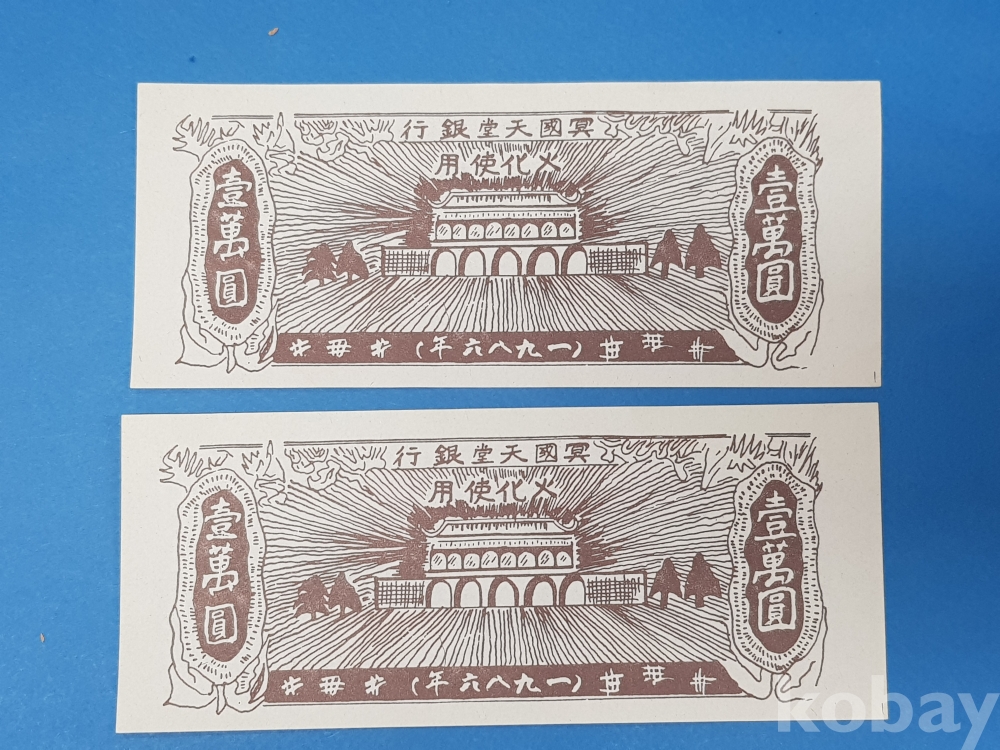 冥國天堂銀行
火化使用
壹萬圓
壹萬圓
(一九八六年)
冥國天堂銀行
火化使用
壹萬圓
壹萬圓
(一九八六年)
kobay